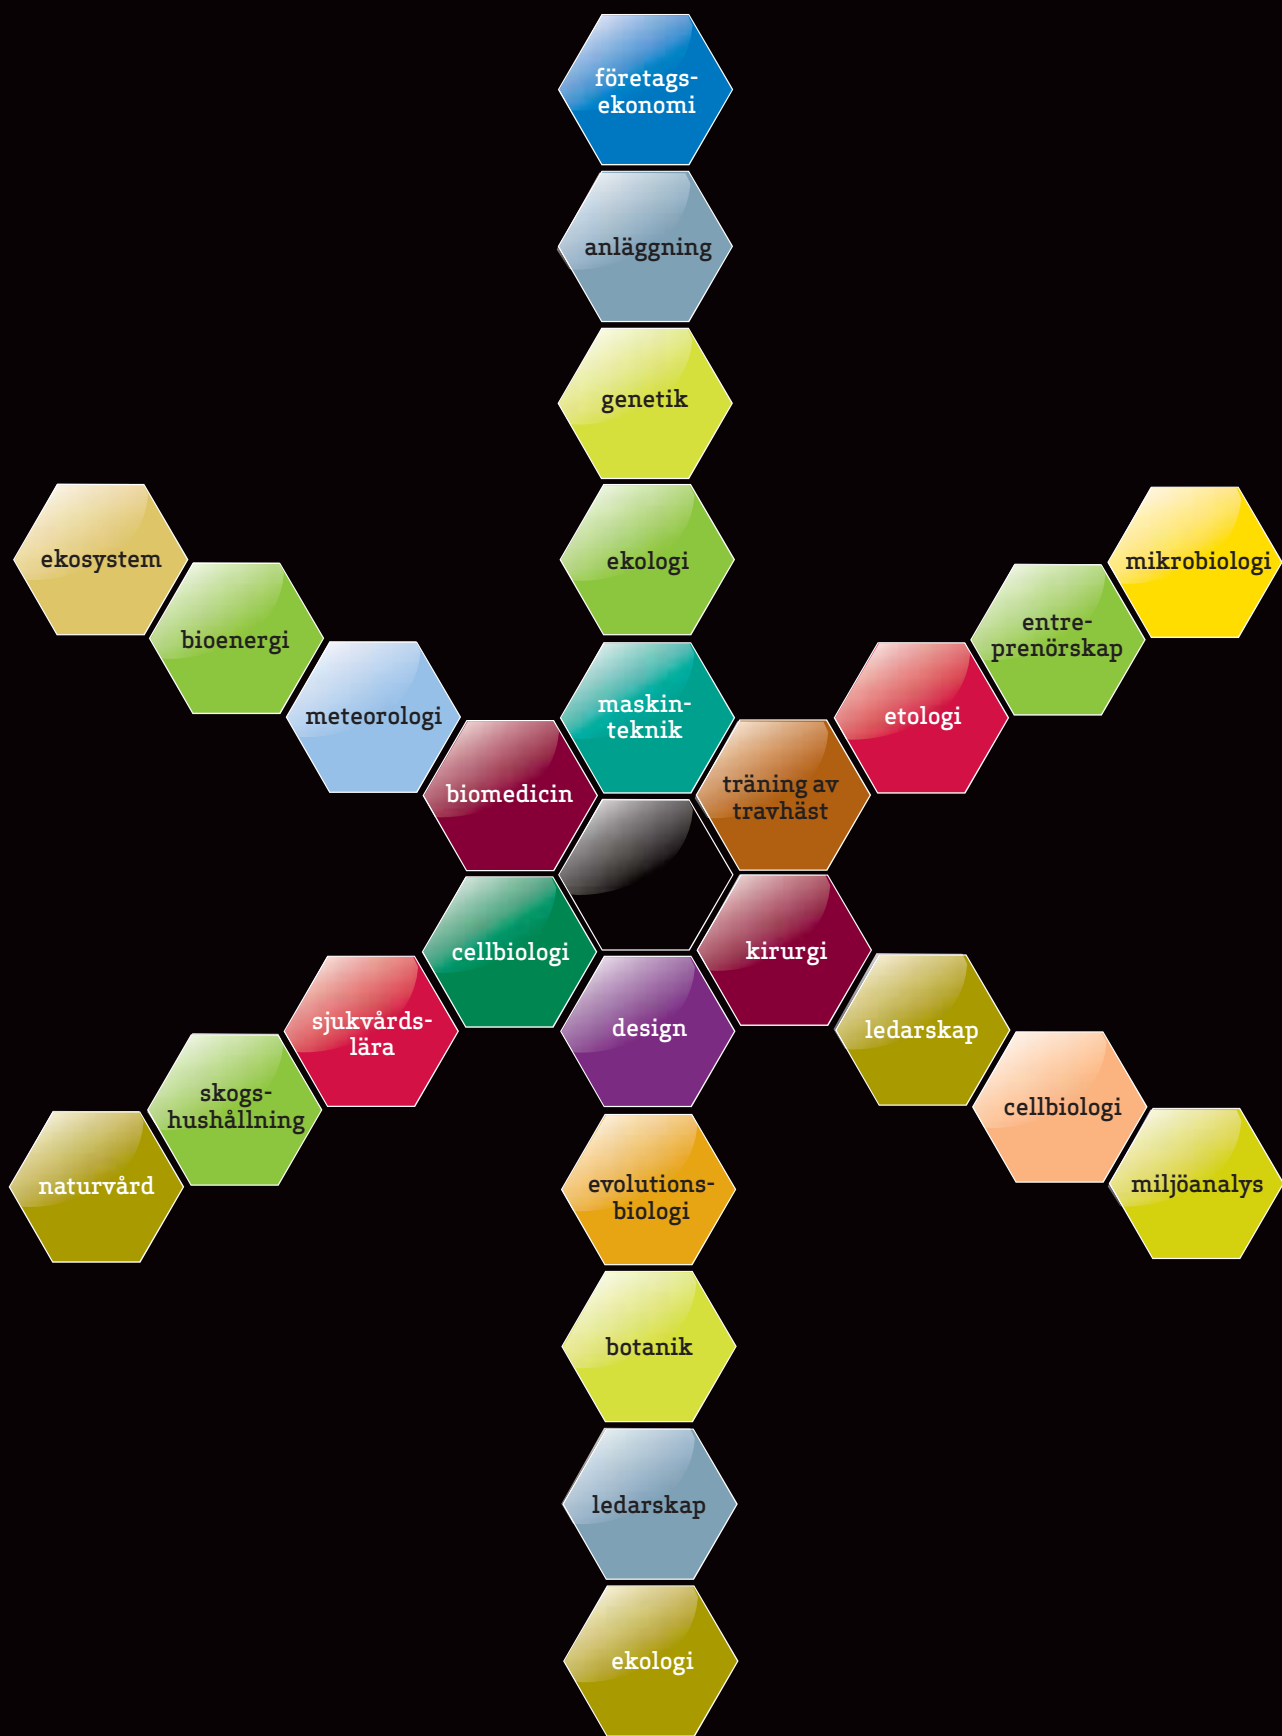 företags-
ekonomi
anläggning
genetik
ekosystem
ekologi
mikrobiologi
bioenergi
entre-
prenörskap
meteorologi
maskin-
teknik
etologi
biomedicin
träning av
travhäst
cellbiologi
kirurgi
sjukvårds-
lära
design
ledarskap
skogs-
hushållning
cellbiologi
naturvård
evolutions-
biologi
miljöanalys
botanik
ledarskap
ekologi